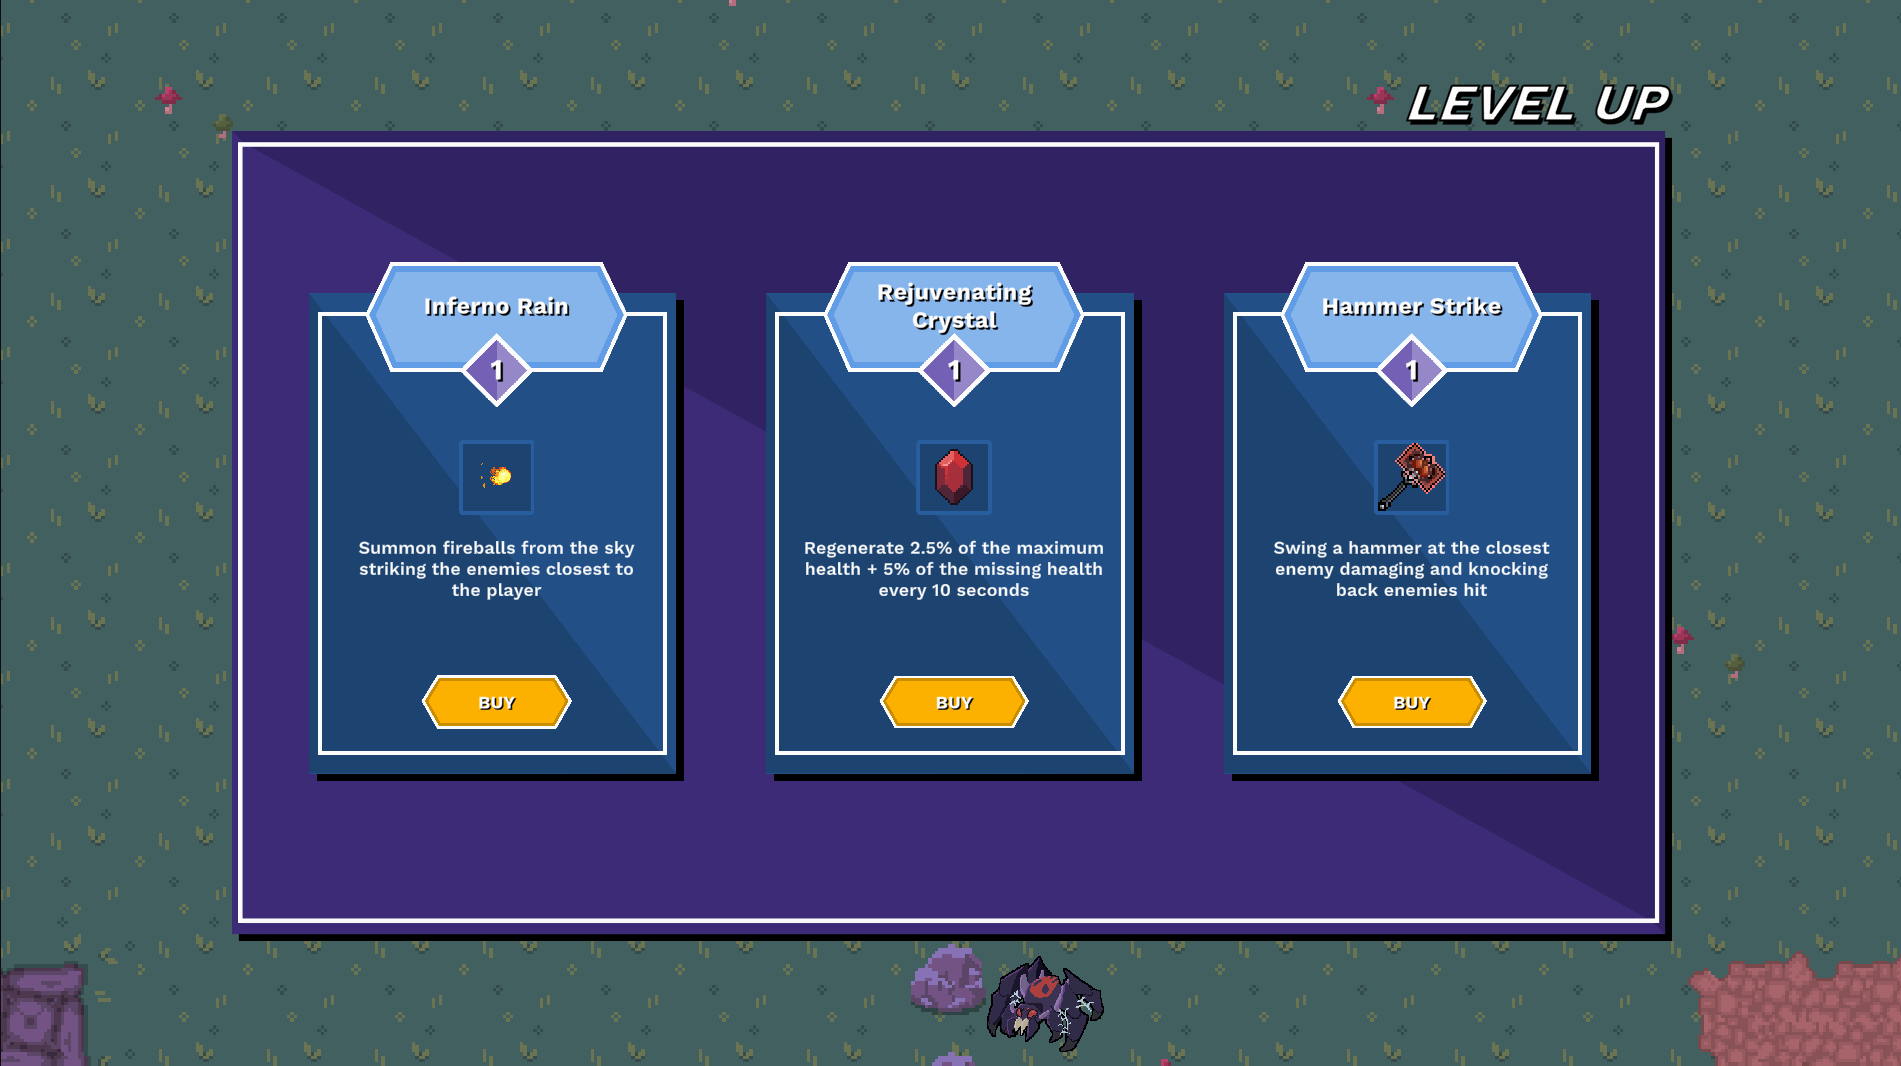 LEVEL UP
Inferno Rain
1
Summon fireballs from the sky
striking the enemies closest to
the player
BUY
Rejuvenating
Crystal
1
Regenerate 2.5% of the maximum
health + 5% of the missing health
every 10 seconds
BUY
Hammer Strike
1
Swing a hammer at the closest
enemy damaging and knocking
back enemies hit
BUY